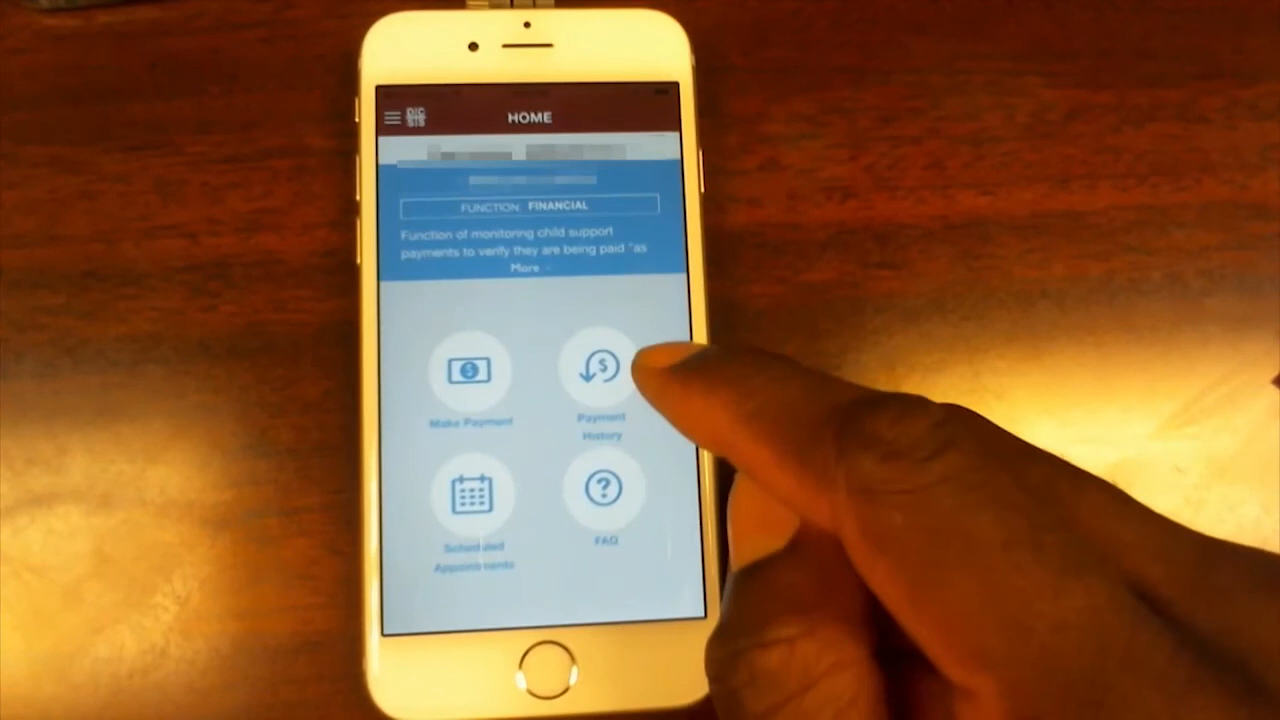 HOME
FUNCTION: FINANCIAL
Function of monitoring child support
payments to verify they are being paid "as
More
Make Payment
Payment
History
Scheduled
Appointments
FAQ